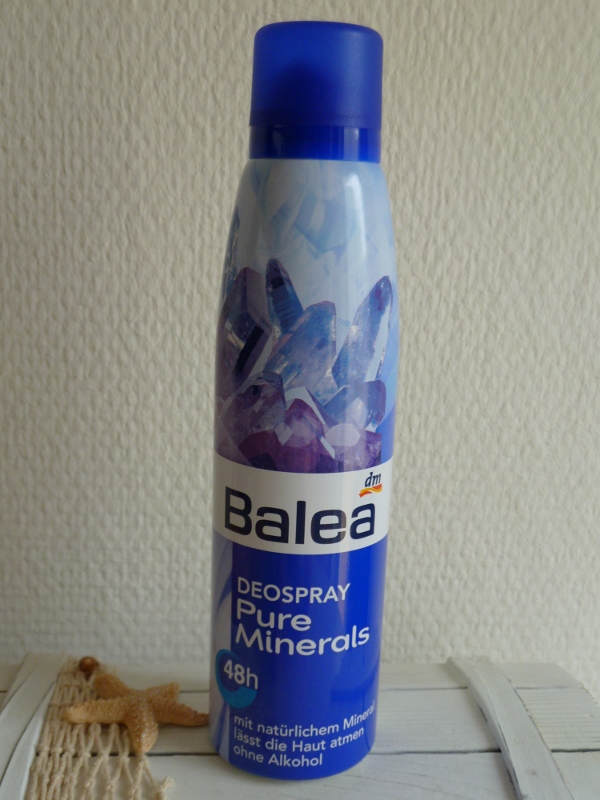 dm
Balea
DEOSPRAY
Pure
Minerals
48h
mit natürlichem Mineral
lässt die Haut atmen
ohne Alkohol